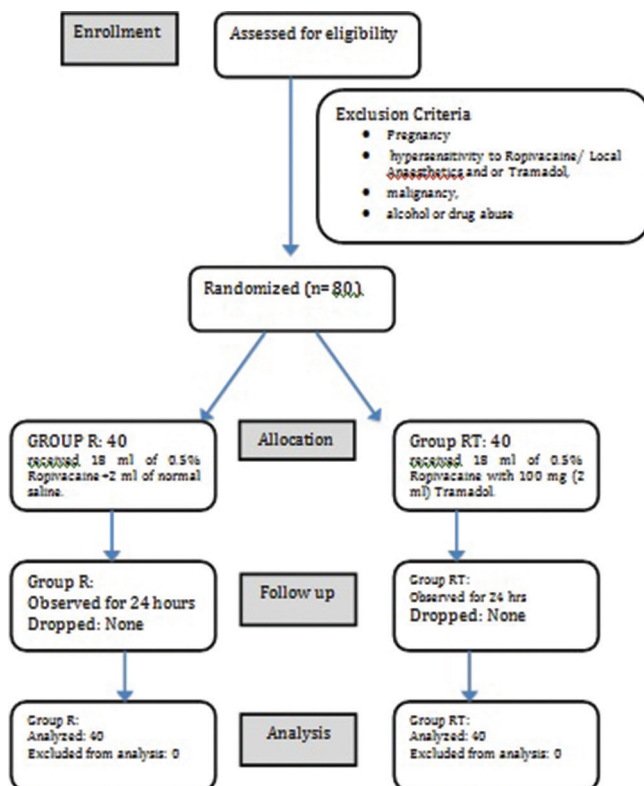 Enrollment
Assessed for eligibility
Exclusion Criteria
● Pregnancy
● hypersensitivity to Ropivacaine/ Local
Anaesthetics and or Tramadol,
● malignancy,
● alcohol or drug abuse
Randomized (n= 80).
GROUP R: 40
received 18 ml of 0.5%
Ropivacaine +2 ml of normal
saline.
Allocation
Group RT: 40
received 18 ml of 0.5%
Ropivacaine with 100 mg (2
ml) Tramadol.
Group R:
Observed for 24 hours
Dropped: None
Follow up
Group RT:
Observed for 24 hrs
Dropped: None
Group R:
Analyzed: 40
Excluded from analysis: 0
Analysis
Group RT:
Analyzed: 40
Excluded from analysis: 0